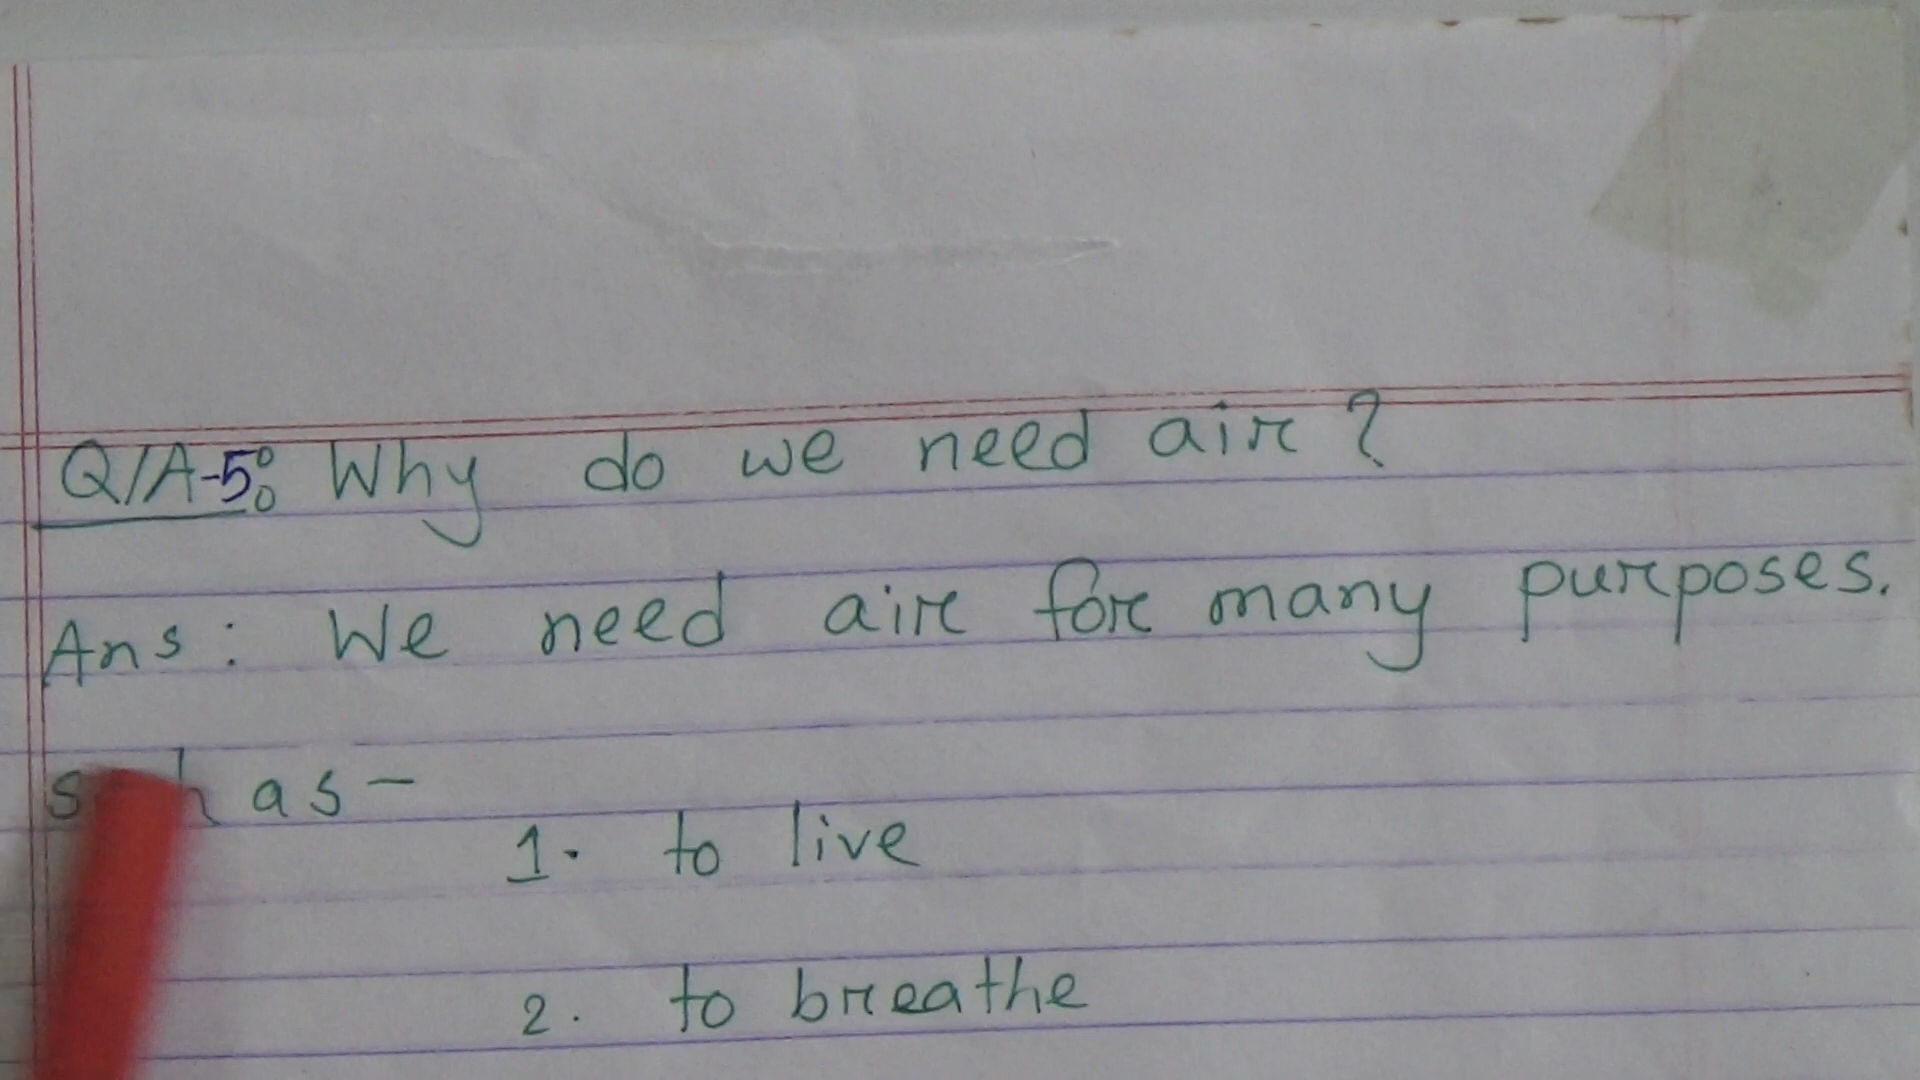 Q/A-5: Why do we need air?
Ans: We need air for many purposes.
as-
1. to live
2. to breathe